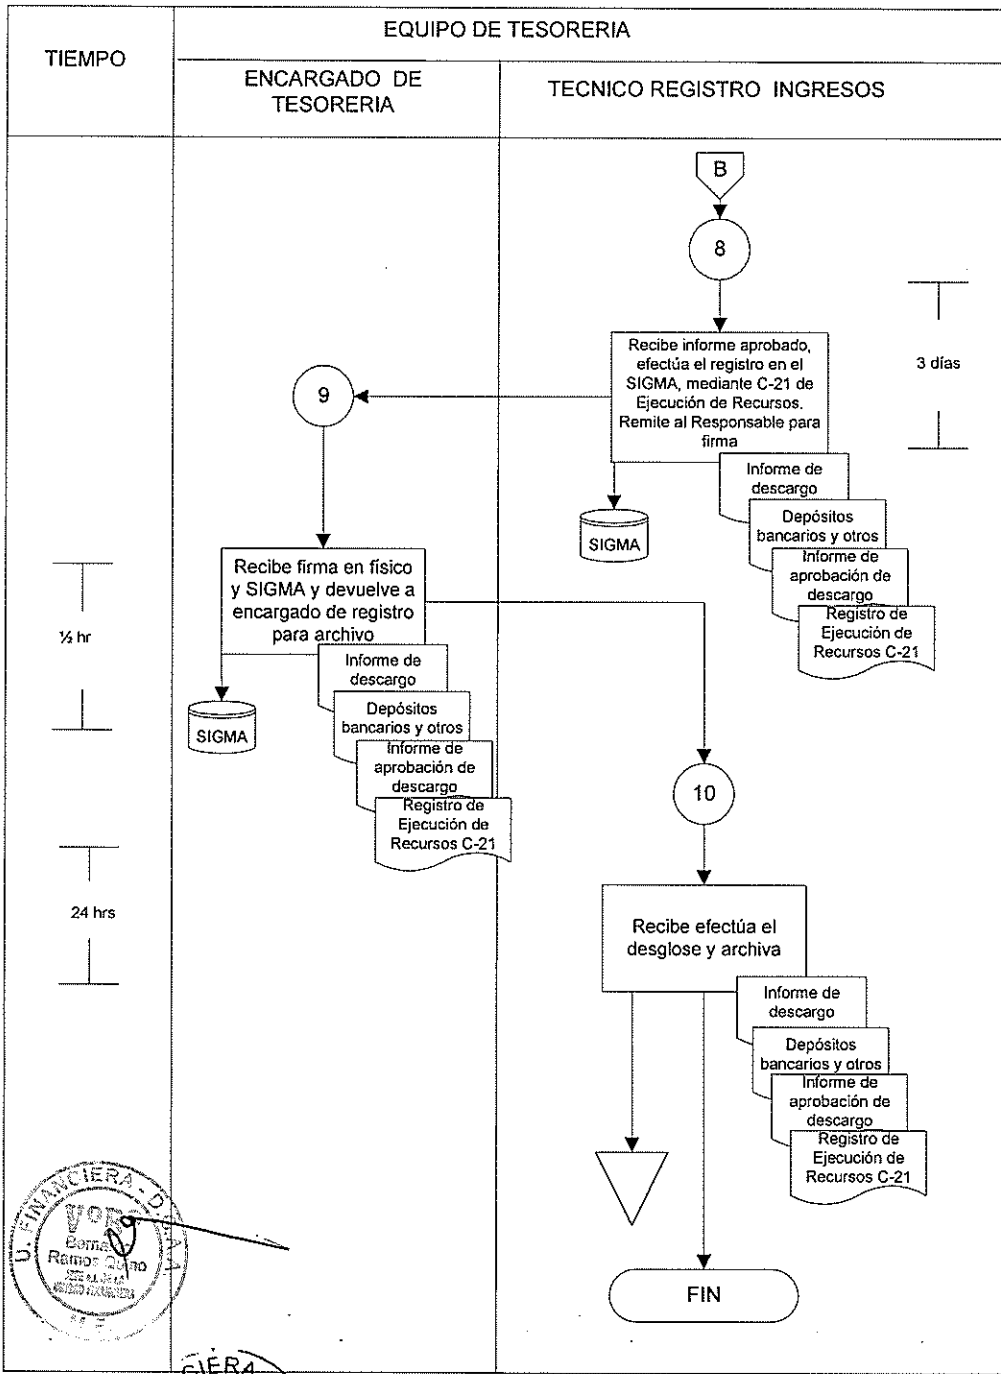 EQUIPO DE TESORERIA
TIEMPO
ENCARGADO DE
TESORERIA
TECNICO REGISTRO INGRESOS
B
8
Recibe informe aprobado,
efectúa el registro en el
SIGMA, mediante C-21 de
Ejecución de Recursos.
Remite al Responsable para
firma
3 días
Informe de
descargo
Depósitos
bancarios y otros
Informe de
aprobación de
descargo
Registro de
Ejecución de
Recursos C-21
SIGMA
9
Recibe firma en físico
y SIGMA y devuelve a
encargado de registro
para archivo
½ hr
Informe de
descargo
Depósitos
bancarios y otros
Informe de
aprobación de
descargo
Registro de
Ejecución de
Recursos C-21
SIGMA
10
24 hrs
Recibe efectúa el
desglose y archiva
Informe de
descargo
Depósitos
bancarios y otros
Informe de
aprobación de
descargo
Registro de
Ejecución de
Recursos C-21
FIN
U. FINANCIERA -
VºBº
Ramos